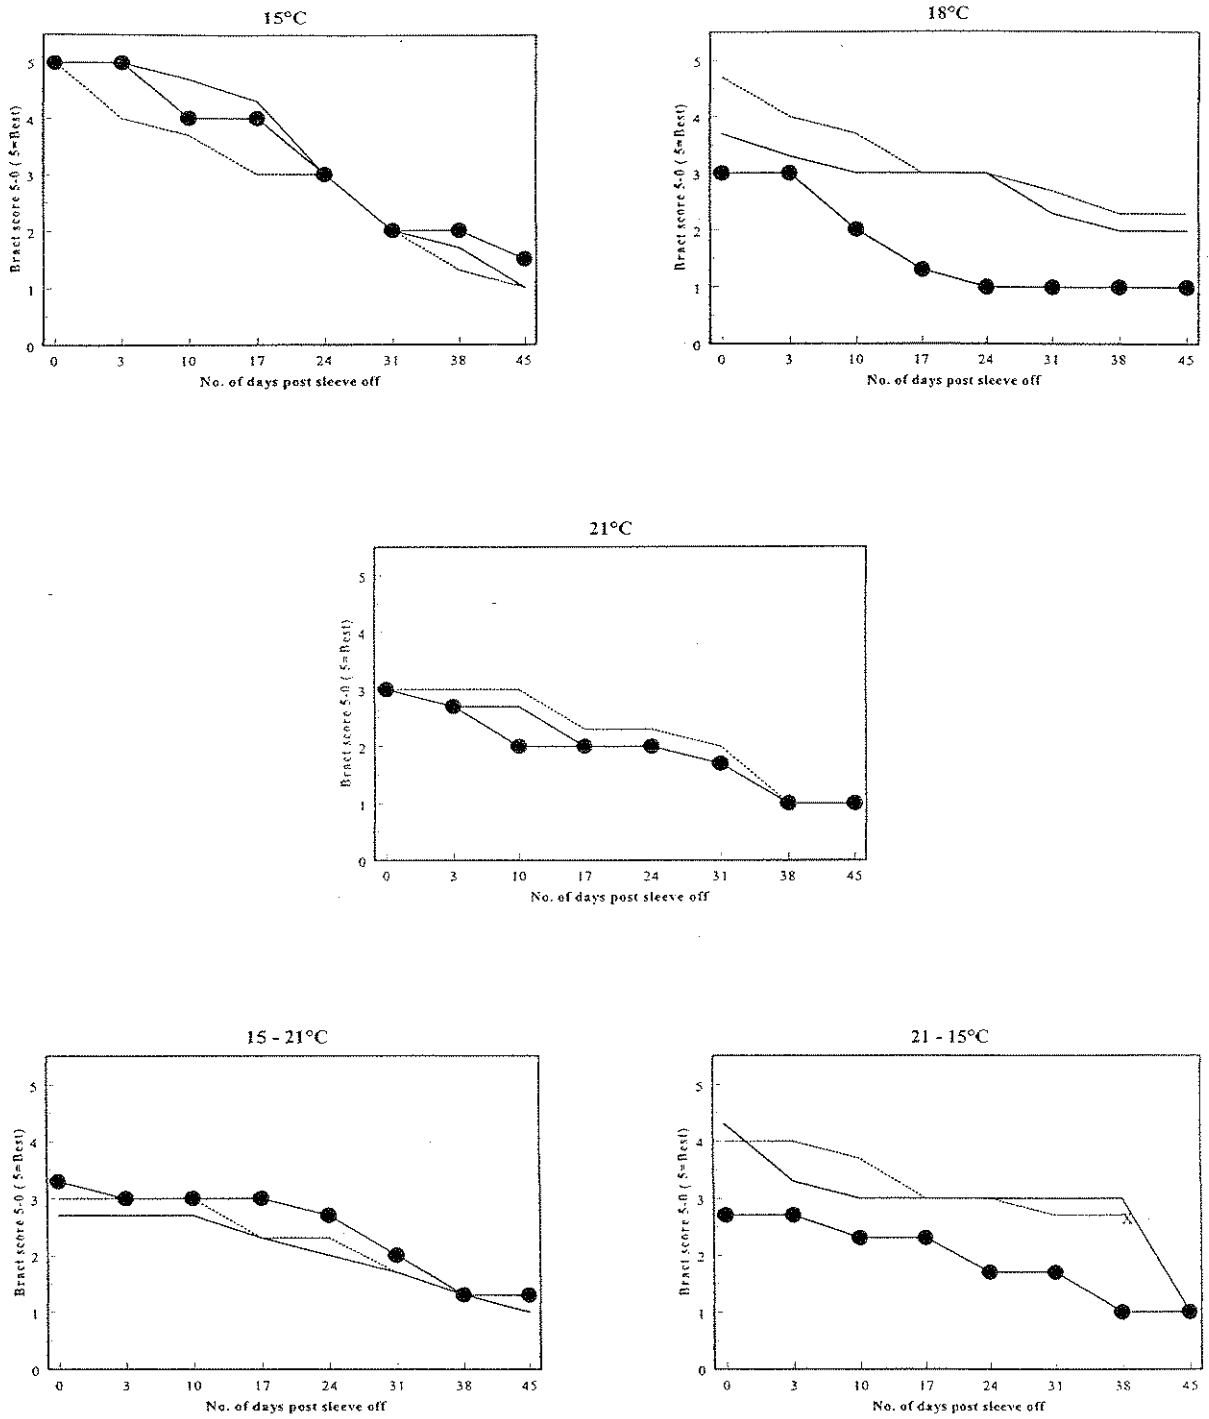 15°C
Bract score 5-0 ( 5=Best)
5
4
3
2
1
0
0 3 10 17 24 31 38 45
No. of days post sleeve off
18°C
Bract score 5-0 ( 5=Best)
5
4
3
2
1
0
0 3 10 17 24 31 38 45
No. of days post sleeve off
21°C
Bract score 5-0 ( 5=Best)
5
4
3
2
1
0
0 3 10 17 24 31 38 45
No. of days post sleeve off
15 - 21°C
Bract score 5-0 ( 5=Best)
5
4
3
2
1
0
0 3 10 17 24 31 38 45
No. of days post sleeve off
21 - 15°C
Bract score 5-0 ( 5=Best)
5
4
3
2
1
0
X
0 3 10 17 24 31 38 45
No. of days post sleeve off